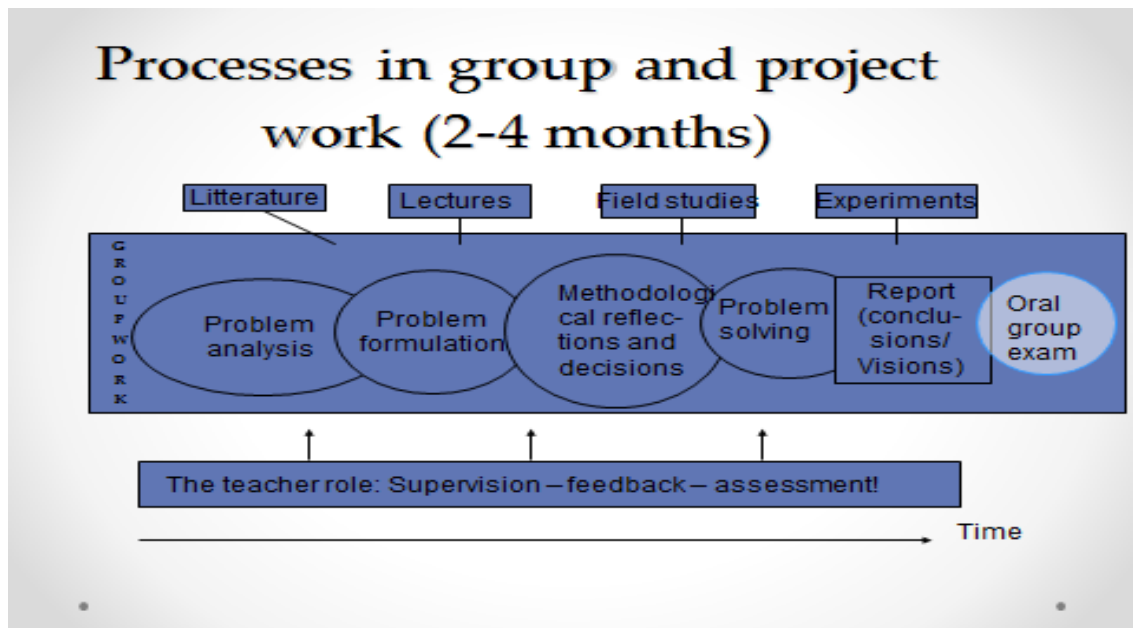 Processes in group and project
work (2-4 months)
Litterature
Lectures
Field studies
Experiments
GROUPWORK
Problem
analysis
Problem
formulation
Methodologi
cal reflec-
tions and
decisions
Problem
solving
Report
(conclu-
sions/
Visions)
Oral
group
exam
The teacher role: Supervision – feedback – assessment!
Time